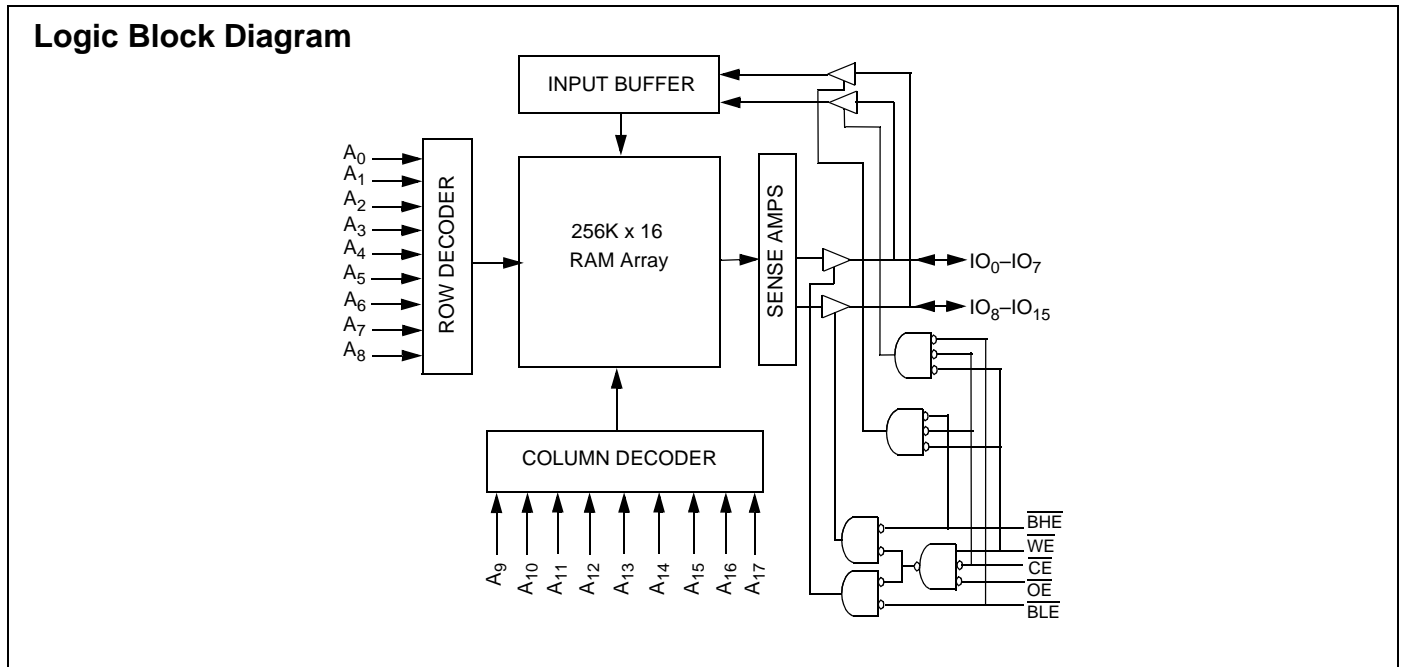 Logic Block Diagram
INPUT BUFFER
A0
A1
A2
A3
A4
A5
A6
A7
A8
ROW DECODER
256K x 16
RAM Array
SENSE AMPS
IO0–IO7
IO8–IO15
COLUMN DECODER
A9
A10
A11
A12
A13
A14
A15
A16
A17
BHE
WE
CE
OE
BLE